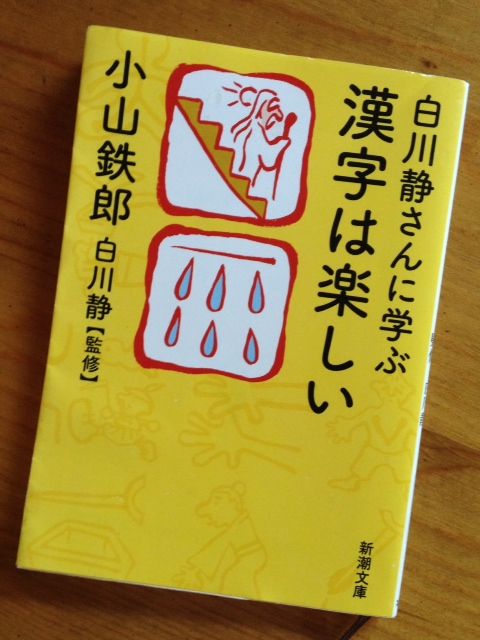 白川静さんに学ぶ
漢字は楽しい
小山鉄郎
白川静【監修】
新潮文庫